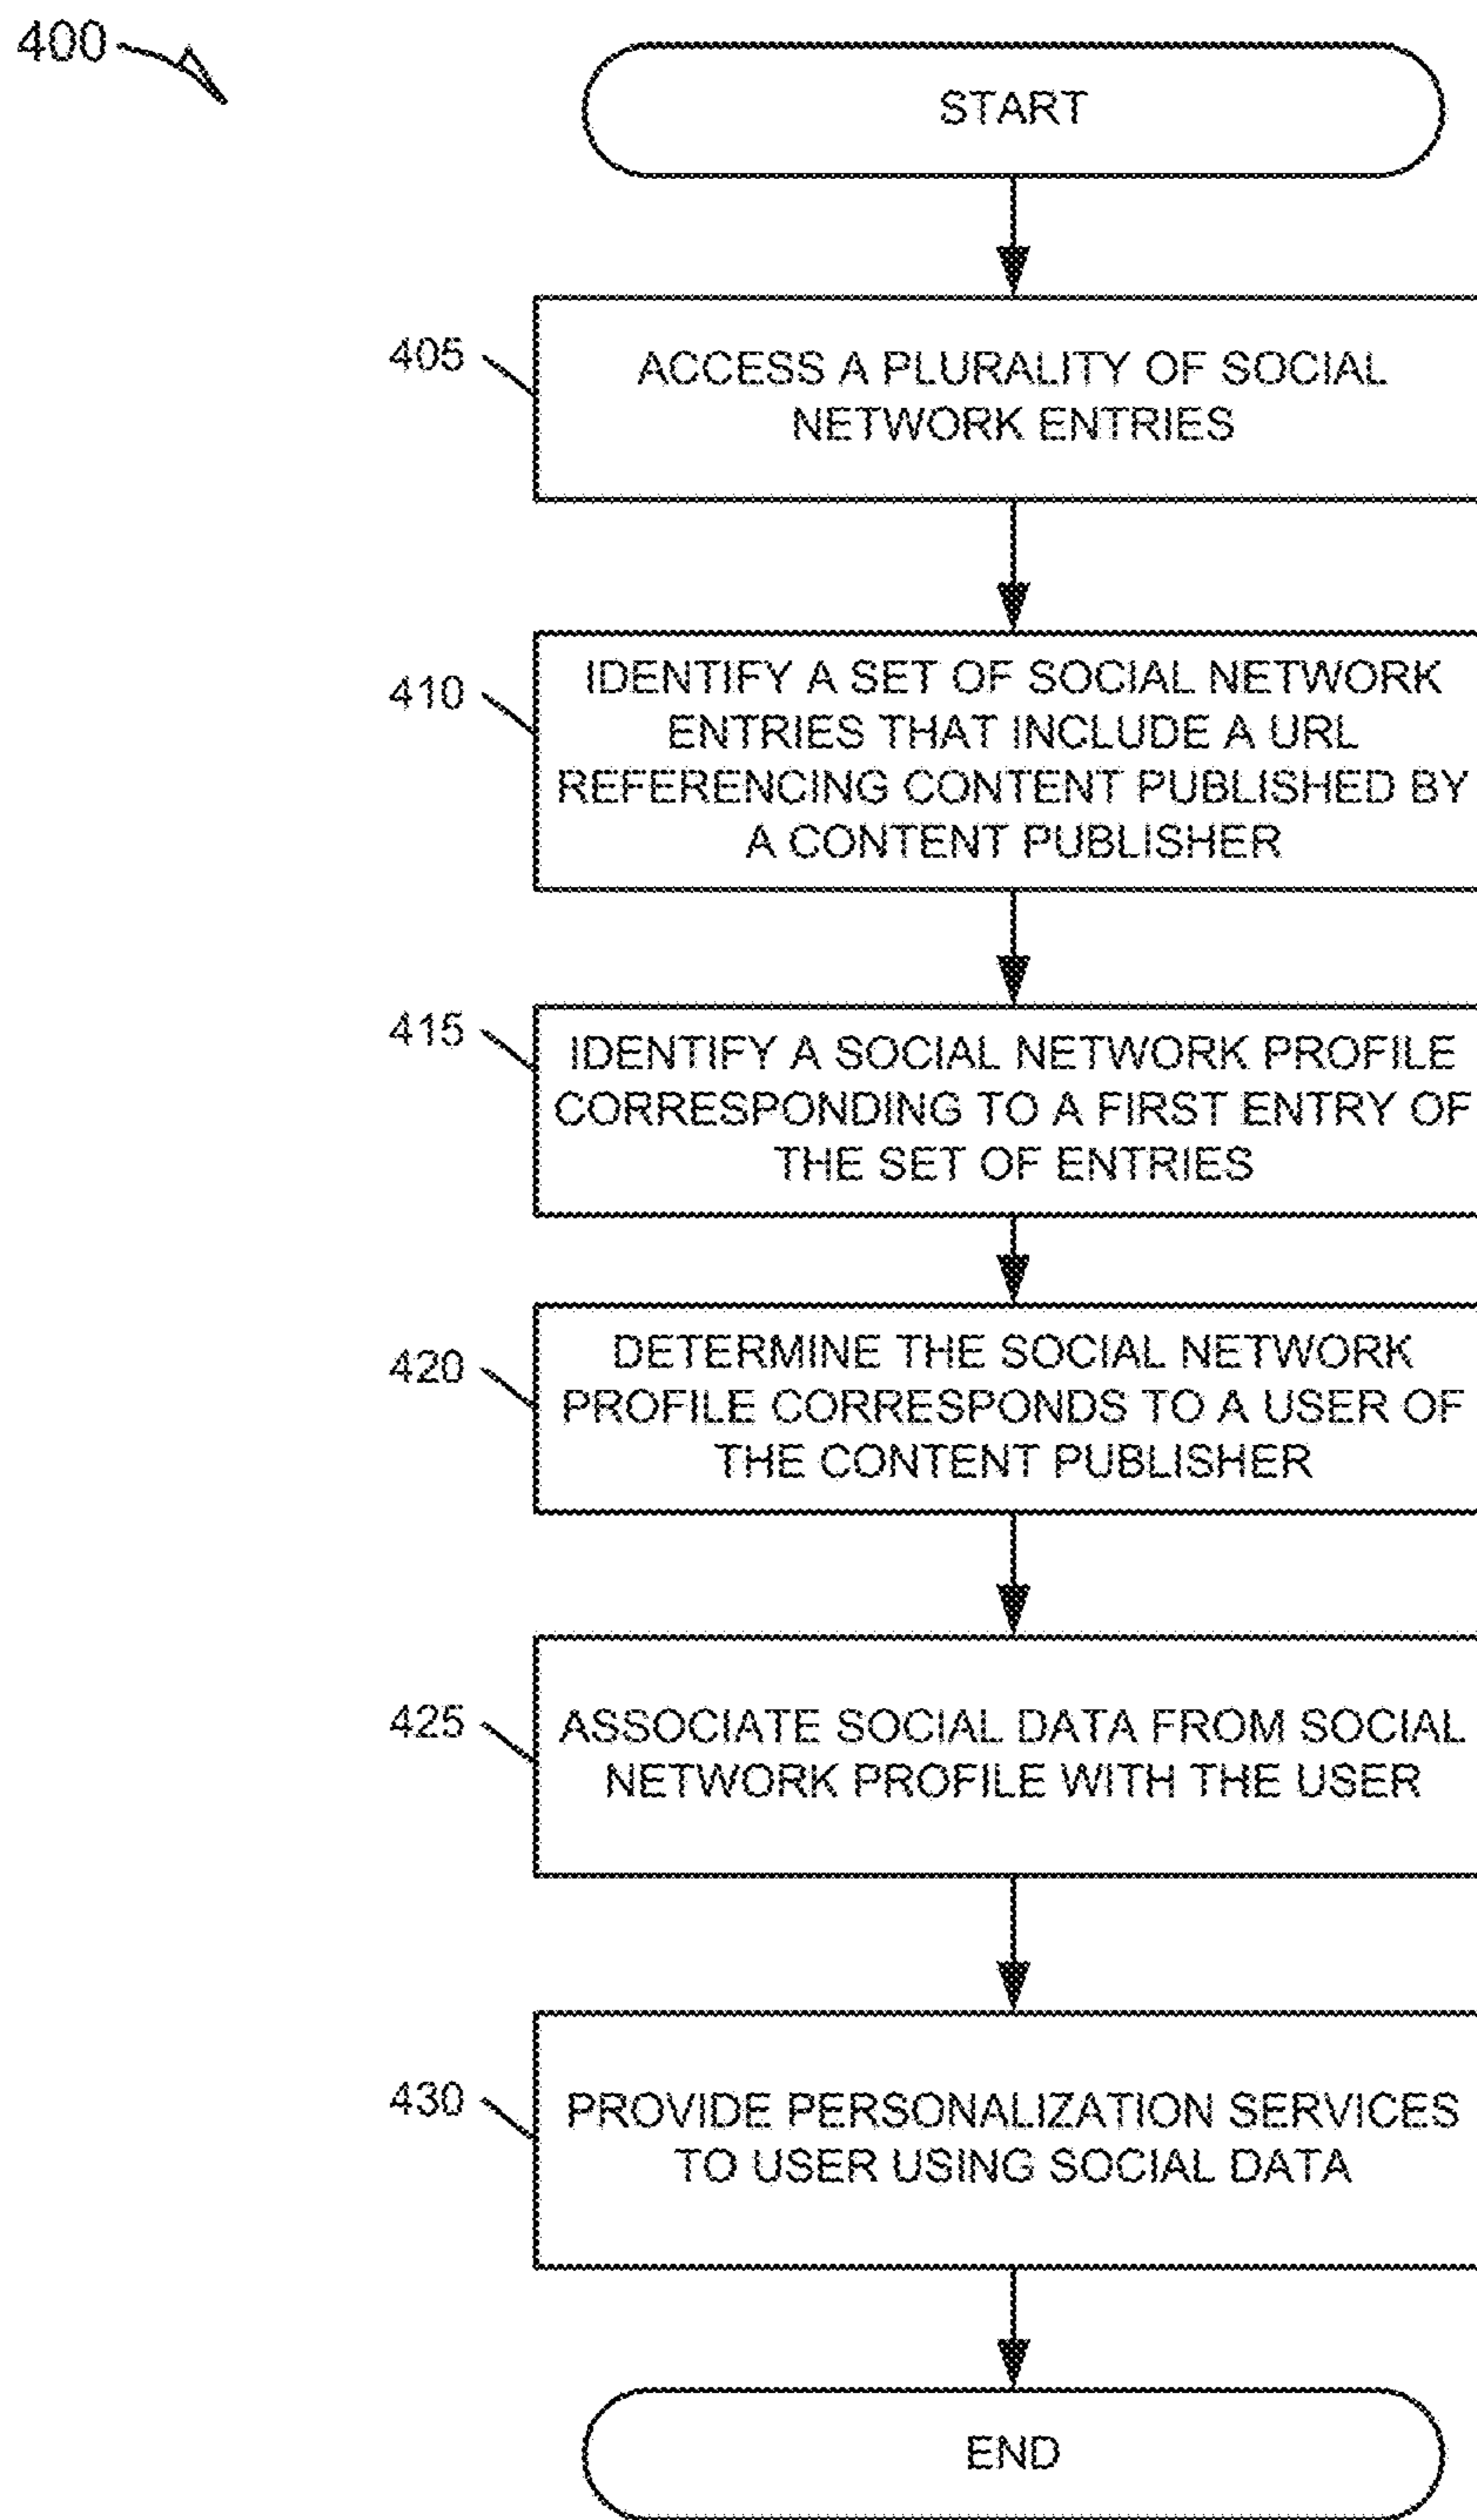 400
START
405
ACCESS A PLURALITY OF SOCIAL
NETWORK ENTRIES
410
IDENTIFY A SET OF SOCIAL NETWORK
ENTRIES THAT INCLUDE A URL
REFERENCING CONTENT PUBLISHED BY
A CONTENT PUBLISHER
415
IDENTIFY A SOCIAL NETWORK PROFILE
CORRESPONDING TO A FIRST ENTRY OF
THE SET OF ENTRIES
420
DETERMINE THE SOCIAL NETWORK
PROFILE CORRESPONDS TO A USER OF
THE CONTENT PUBLISHER
425
ASSOCIATE SOCIAL DATA FROM SOCIAL
NETWORK PROFILE WITH THE USER
430
PROVIDE PERSONALIZATION SERVICES
TO USER USING SOCIAL DATA
END